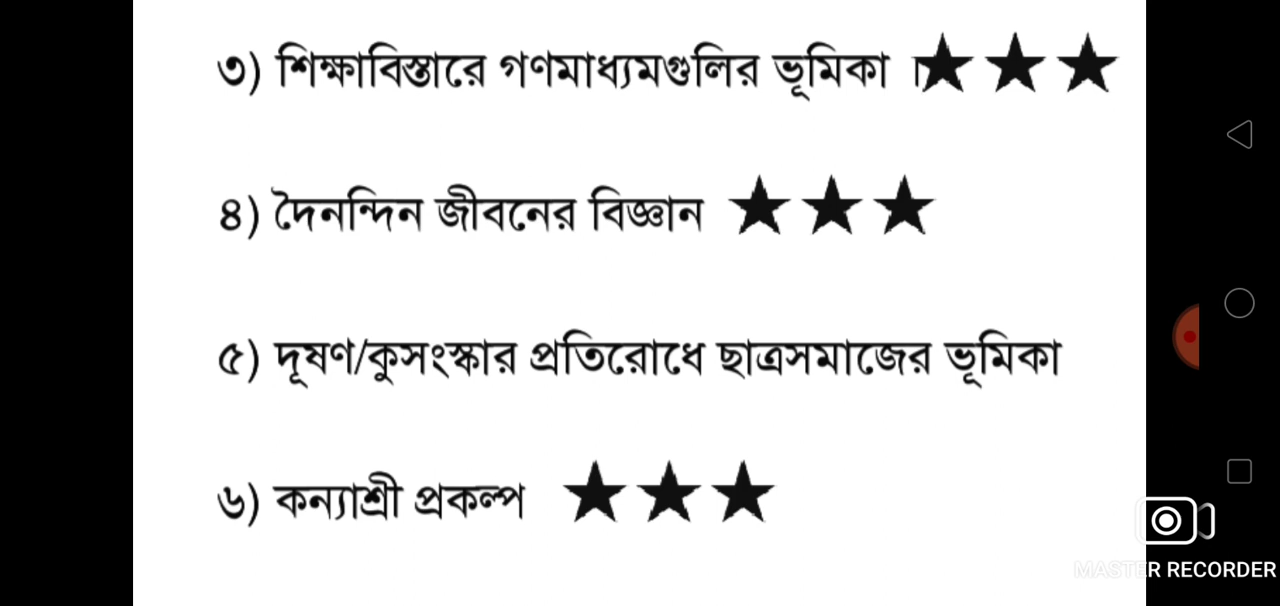 ৩) শিক্ষাবিস্তারে গণমাধ্যমগুলির ভূমিকা ।★ ★ ★
৪) দৈনন্দিন জীবনের বিজ্ঞান ★ ★ ★
৫) দূষণ/কুসংস্কার প্রতিরোধে ছাত্রসমাজের ভূমিকা
৬) কন্যাশ্রী প্রকল্প ★ ★ ★
MASTER RECORDER